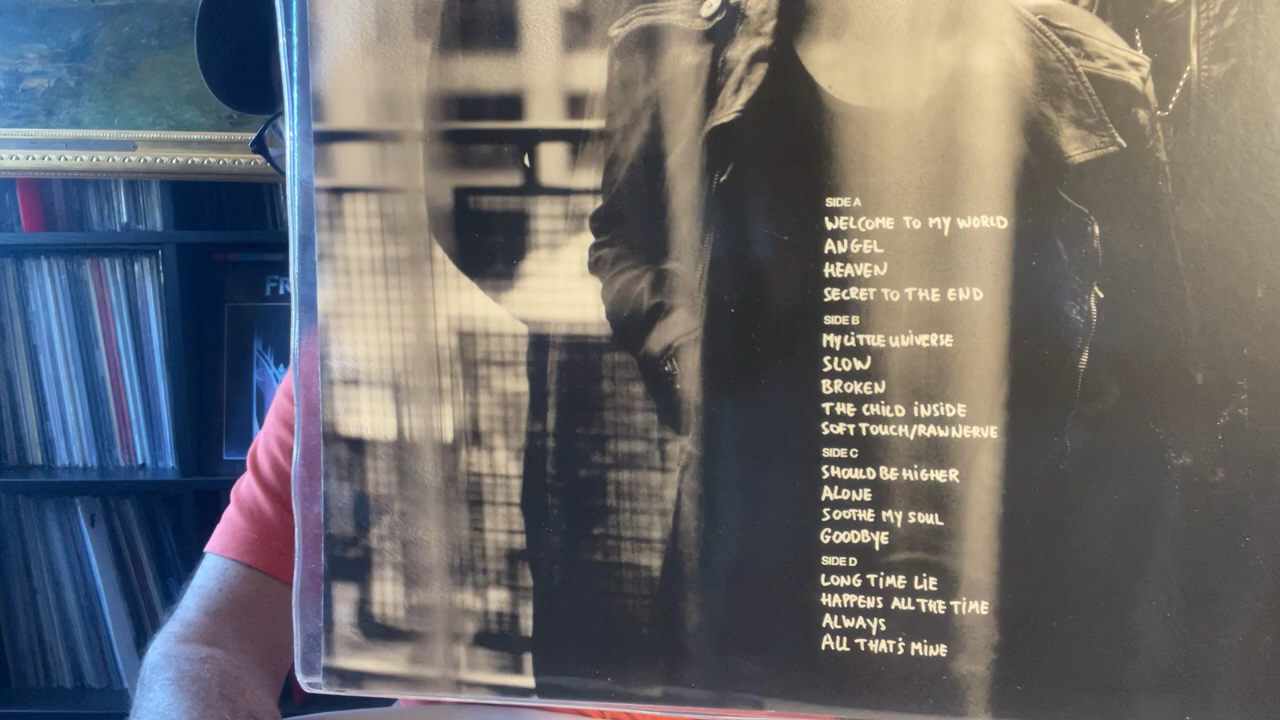 FR
SIDE A
WELCOME TO MY WORLD
ANGEL
HEAVEN
SECRET TO THE END
SIDE B
MY LITTLE UNIVERSE
SLOW
BROKEN
THE CHILD INSIDE
SOFT TOUCH/RAW NERVE
SIDE C
SHOULD BE HIGHER
ALONE
SOOTHE MY SOUL
GOODBYE
SIDE D
LONG TIME LIE
HAPPENS ALL THE TIME
ALWAYS
ALL THAT'S MINE